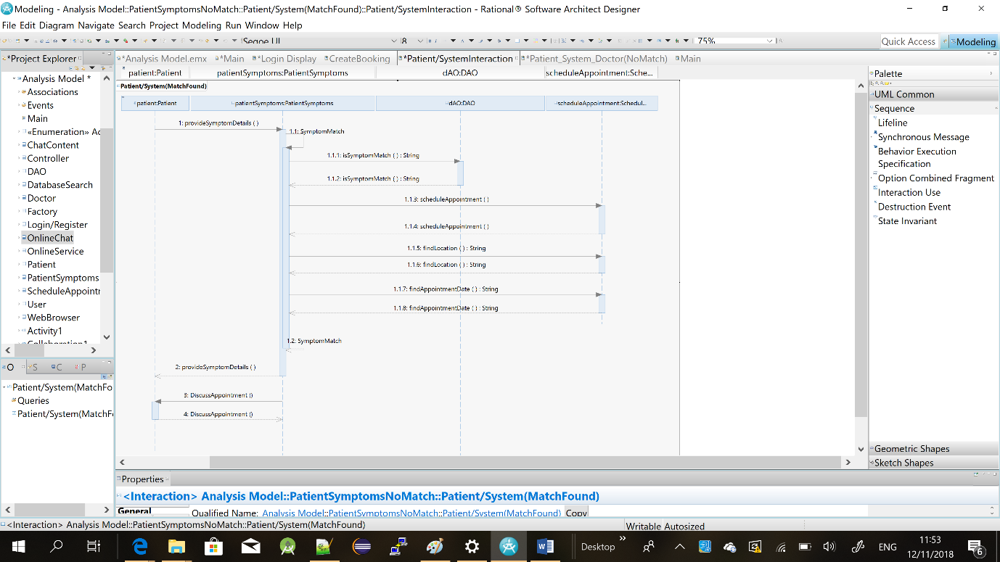 Modeling - Analysis Model::PatientSymptomsNoMatch::Patient/System(MatchFound)::Patient/SystemInteraction - Rational® Software Architect Designer
File Edit Diagram Navigate Search Project Modeling Run Window Help
Segoe UI 8 75% Quick Access Modeling
*Project Explorer
*Analysis Model.emx *Main *Login Display CreateBooking *Patient/SystemInteraction *Patient_System_Doctor(NoMatch) Main
Analysis Model *
Associations
Events
Main
«Enumeration» Ac
ChatContent
Controller
DAO
DatabaseSearch
Doctor
Factory
Login/Register
OnlineChat
OnlineService
Patient
PatientSymptoms
ScheduleAppointr
User
WebBrowser
Activity1
Collaboration1
O S C P
Patient/System(MatchFo
Queries
Patient/System(MatchF
patient:Patient patientSymptoms:PatientSymptoms dAO:DAO scheduleAppointment:Sche...
Patient/System(MatchFound)
patient:Patient patientSymptoms:PatientSymptoms dAO:DAO scheduleAppointment:Schedul...
1: provideSymptomDetails ( )
1.1: SymptomMatch
1.1.1: isSymptomMatch ( ) : String
1.1.2: isSymptomMatch ( ) : String
1.1.3: scheduleAppointment ( )
1.1.4: scheduleAppointment ( )
1.1.5: findLocation ( ) : String
1.1.6: findLocation ( ) : String
1.1.7: findAppointmentDate ( ) : String
1.1.8: findAppointmentDate ( ) : String
1.2: SymptomMatch
2: provideSymptomDetails ( )
3: DiscussAppointment ()
4: DiscussAppointment ()
Palette
UML Common
Sequence
Lifeline
Synchronous Message
Behavior Execution
Specification
Option Combined Fragment
Interaction Use
Destruction Event
State Invariant
Geometric Shapes
Sketch Shapes
Properties
<Interaction> Analysis Model::PatientSymptomsNoMatch::Patient/System(MatchFound)
General
Qualified Name: Analysis Model::PatientSymptomsNoMatch::Patient/System(MatchFound) Copy
<Interaction> Analysis Model::PatientSymptomsNoMatch::Patient/System(MatchFound)
Writable Autosized
Desktop
ENG
11:53
12/11/2018
6